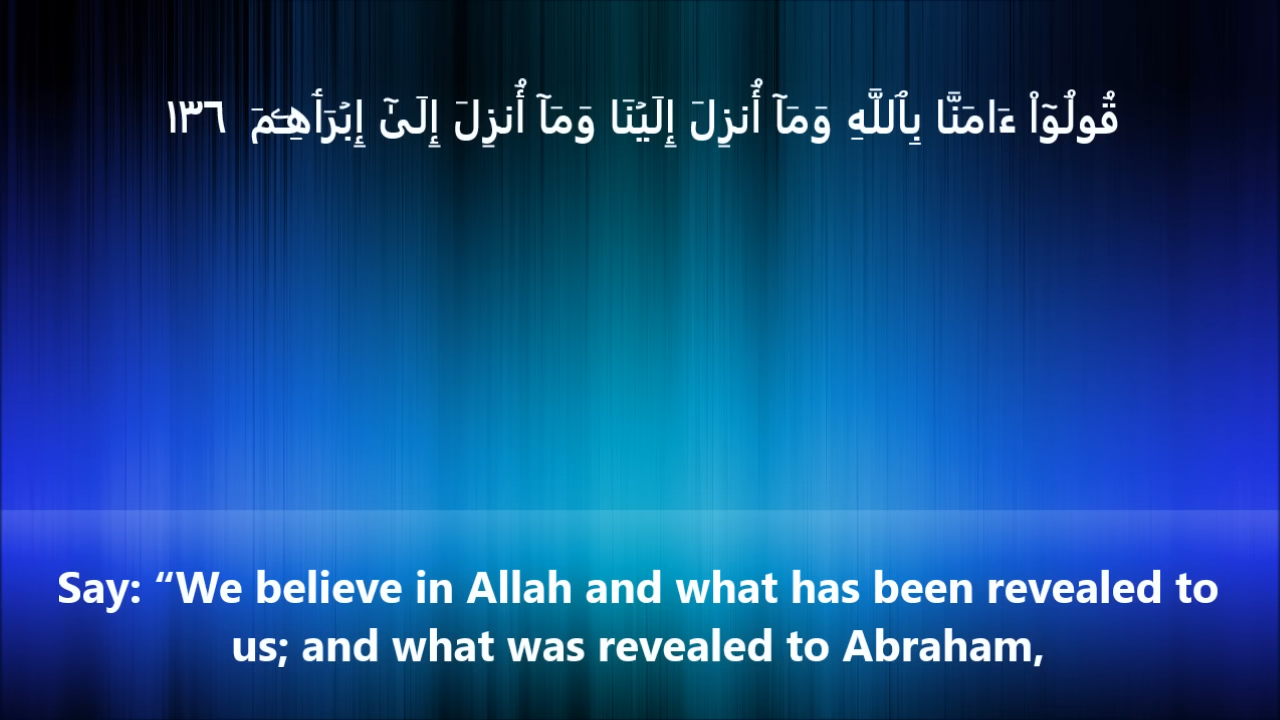 قُولُوٓا۟ ءَامَنَّا بِٱللَّهِ وَمَآ أُنزِلَ إِلَيْنَا وَمَآ أُنزِلَ إِلَىٰٓ إِبْرَٰهِـۧمَ ١٣٦
Say: “We believe in Allah and what has been revealed to
us; and what was revealed to Abraham,